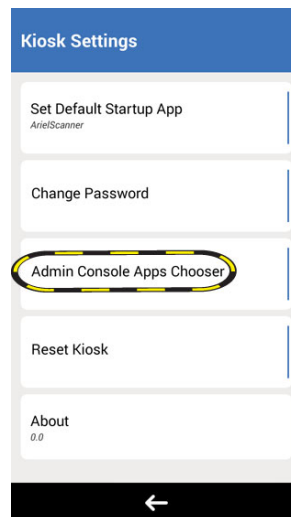 Kiosk Settings
Set Default Startup App
ArielScanner
Change Password
Admin Console Apps Chooser
Reset Kiosk
About
0.0